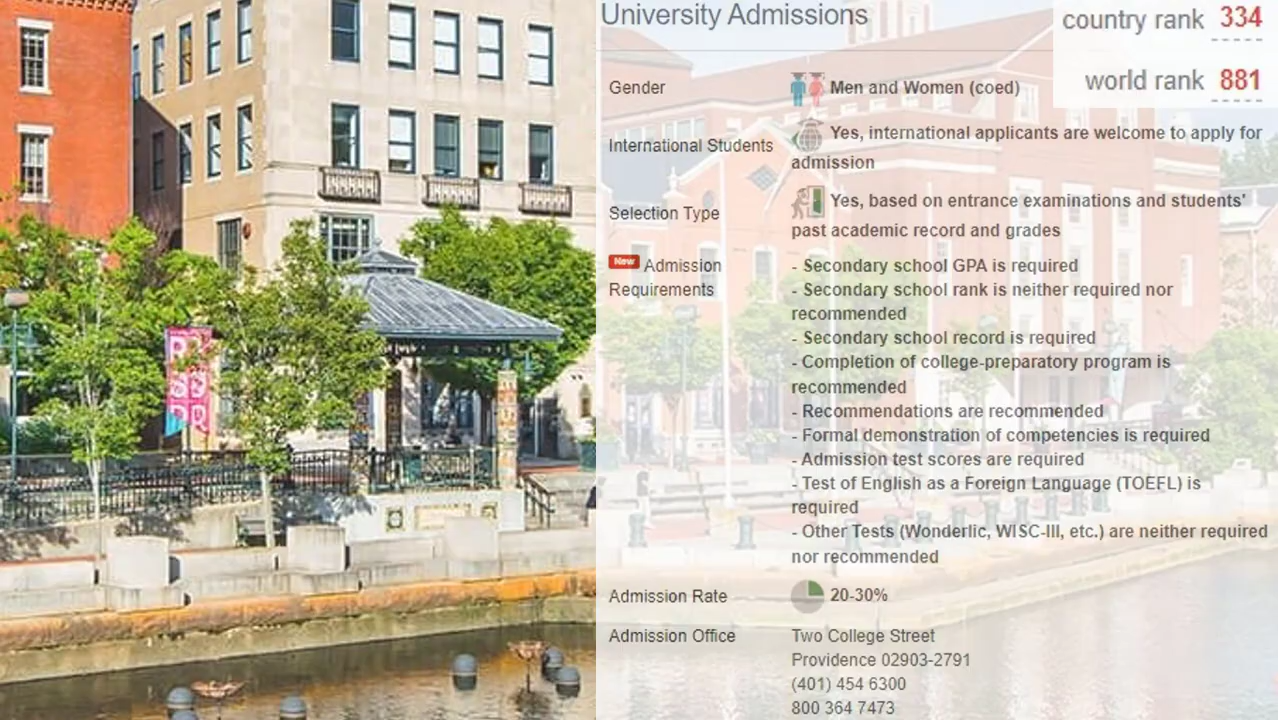 University Admissions
country rank 334
world rank 881
Gender
Men and Women (coed)
International Students
Yes, international applicants are welcome to apply for
admission
Selection Type
Yes, based on entrance examinations and students'
past academic record and grades
New Admission
Requirements
- Secondary school GPA is required
- Secondary school rank is neither required nor
recommended
- Secondary school record is required
- Completion of college-preparatory program is
recommended
- Recommendations are recommended
- Formal demonstration of competencies is required
- Admission test scores are required
- Test of English as a Foreign Language (TOEFL) is
required
- Other Tests (Wonderlic, WISC-III, etc.) are neither required
nor recommended
Admission Rate
20-30%
Admission Office
Two College Street
Providence 02903-2791
(401) 454 6300
800 364 7473